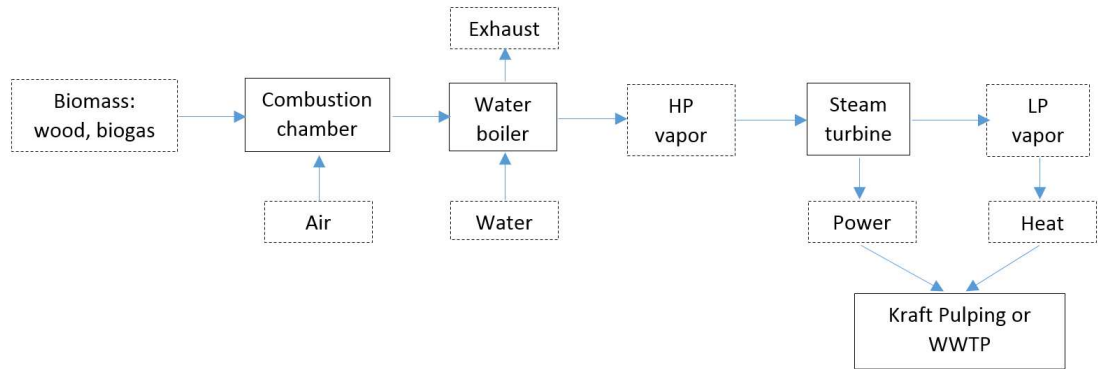 Exhaust
Biomass:
wood, biogas
Combustion
chamber
Water
boiler
HP
vapor
Steam
turbine
LP
vapor
Air
Water
Power
Heat
Kraft Pulping or
WWTP